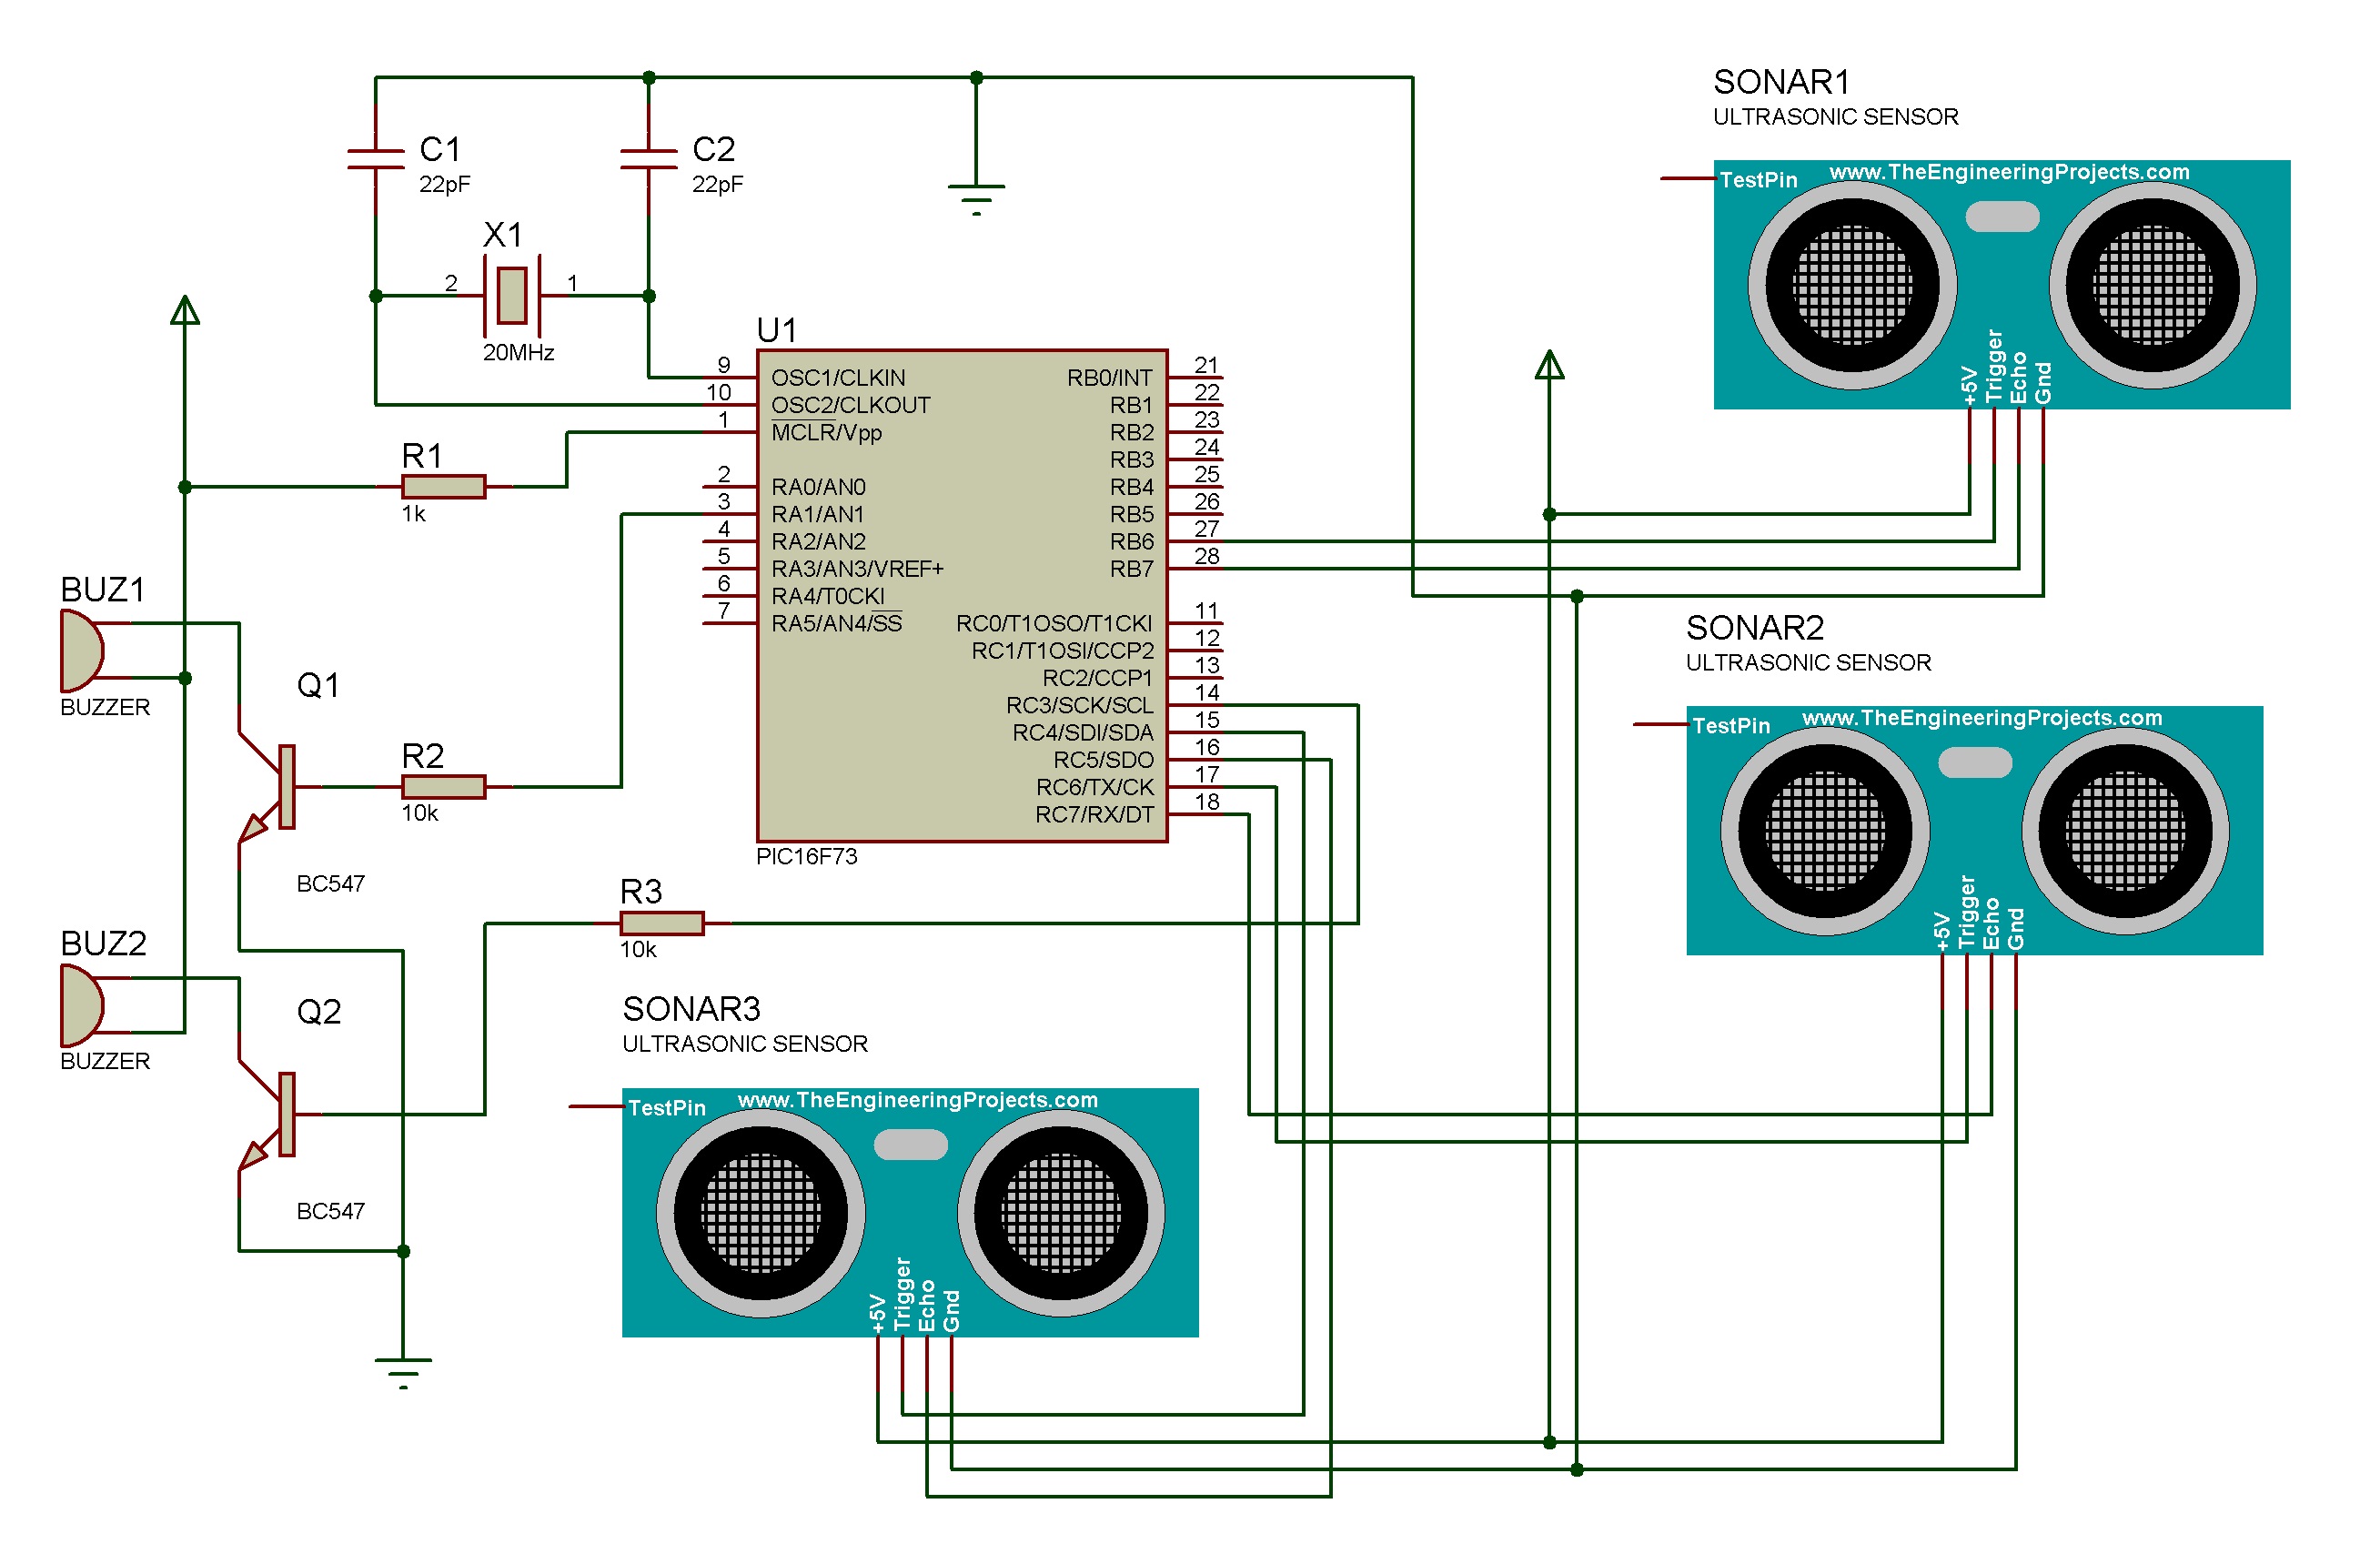 SONAR1
ULTRASONIC SENSOR
TestPin
www.TheEngineeringProjects.com
+5V
Trigger
Echo
Gnd
C1
22pF
C2
22pF
X1
2
1
20MHz
U1
9
OSC1/CLKIN
10
OSC2/CLKOUT
1
MCLR/Vpp
2
RA0/AN0
3
RA1/AN1
4
RA2/AN2
5
RA3/AN3/VREF+
6
RA4/T0CKI
7
RA5/AN4/SS
RB0/INT
21
RB1
22
RB2
23
RB3
24
RB4
25
RB5
26
RB6
27
RB7
28
RC0/T1OSO/T1CKI
11
RC1/T1OSI/CCP2
12
RC2/CCP1
13
RC3/SCK/SCL
14
RC4/SDI/SDA
15
RC5/SDO
16
RC6/TX/CK
17
RC7/RX/DT
18
PIC16F73
R1
1k
BUZ1
BUZZER
Q1
BC547
R2
10k
R3
10k
BUZ2
BUZZER
Q2
BC547
SONAR2
ULTRASONIC SENSOR
TestPin
www.TheEngineeringProjects.com
+5V
Trigger
Echo
Gnd
SONAR3
ULTRASONIC SENSOR
TestPin
www.TheEngineeringProjects.com
+5V
Trigger
Echo
Gnd